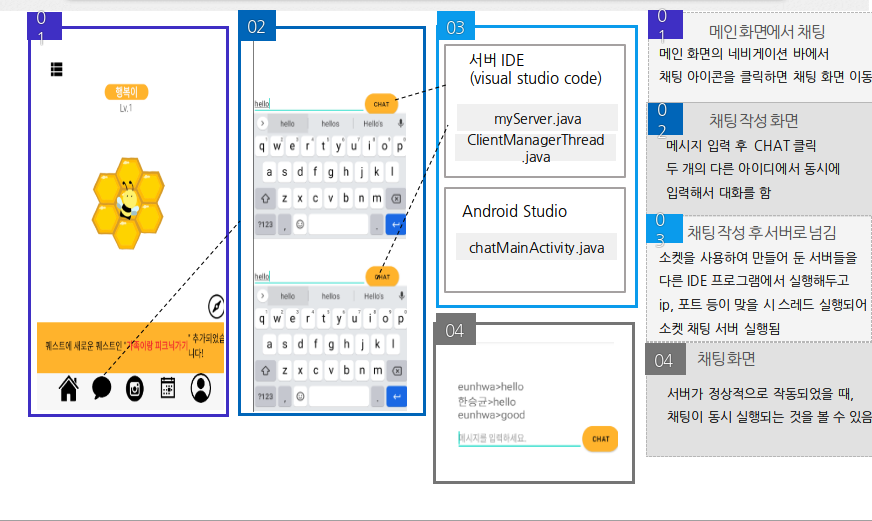 01
행복이
Lv.1
퀘스트에 새로운 퀘스트인 "가족이랑 피크닉가기
" 추가되었습
니다!
02
hello
CHAT
hello
hellos
Hello's
q w e r t y u i o p
a s d f g h j k l
z x c v b n m
?123 , .
hello
CHAT
hello
hellos
Hello's
q w e r t y u i o p
a s d f g h j k l
z x c v b n m
?123 , .
03
서버 IDE
(visual studio code)
myServer.java
ClientManagerThread
.java
Android Studio
chatMainActivity.java
04
eunhwa>hello
한승균>hello
eunhwa>good
메시지를 입력하세요.
CHAT
01
메인 화면에서 채팅
메인 화면의 네비게이션 바에서
채팅 아이콘을 클릭하면 채팅 화면 이동
02
채팅 작성 화면
메시지 입력 후 CHAT 클릭
두 개의 다른 아이디에서 동시에
입력해서 대화를 함
03
채팅 작성 후 서버로 넘김
소켓을 사용하여 만들어 둔 서버들을
다른 IDE 프로그램에서 실행해두고
ip, 포트 등이 맞을 시 스레드 실행되어
소켓 채팅 서버 실행됨
04
채팅 화면
서버가 정상적으로 작동되었을 때,
채팅이 동시 실행되는 것을 볼 수 있음